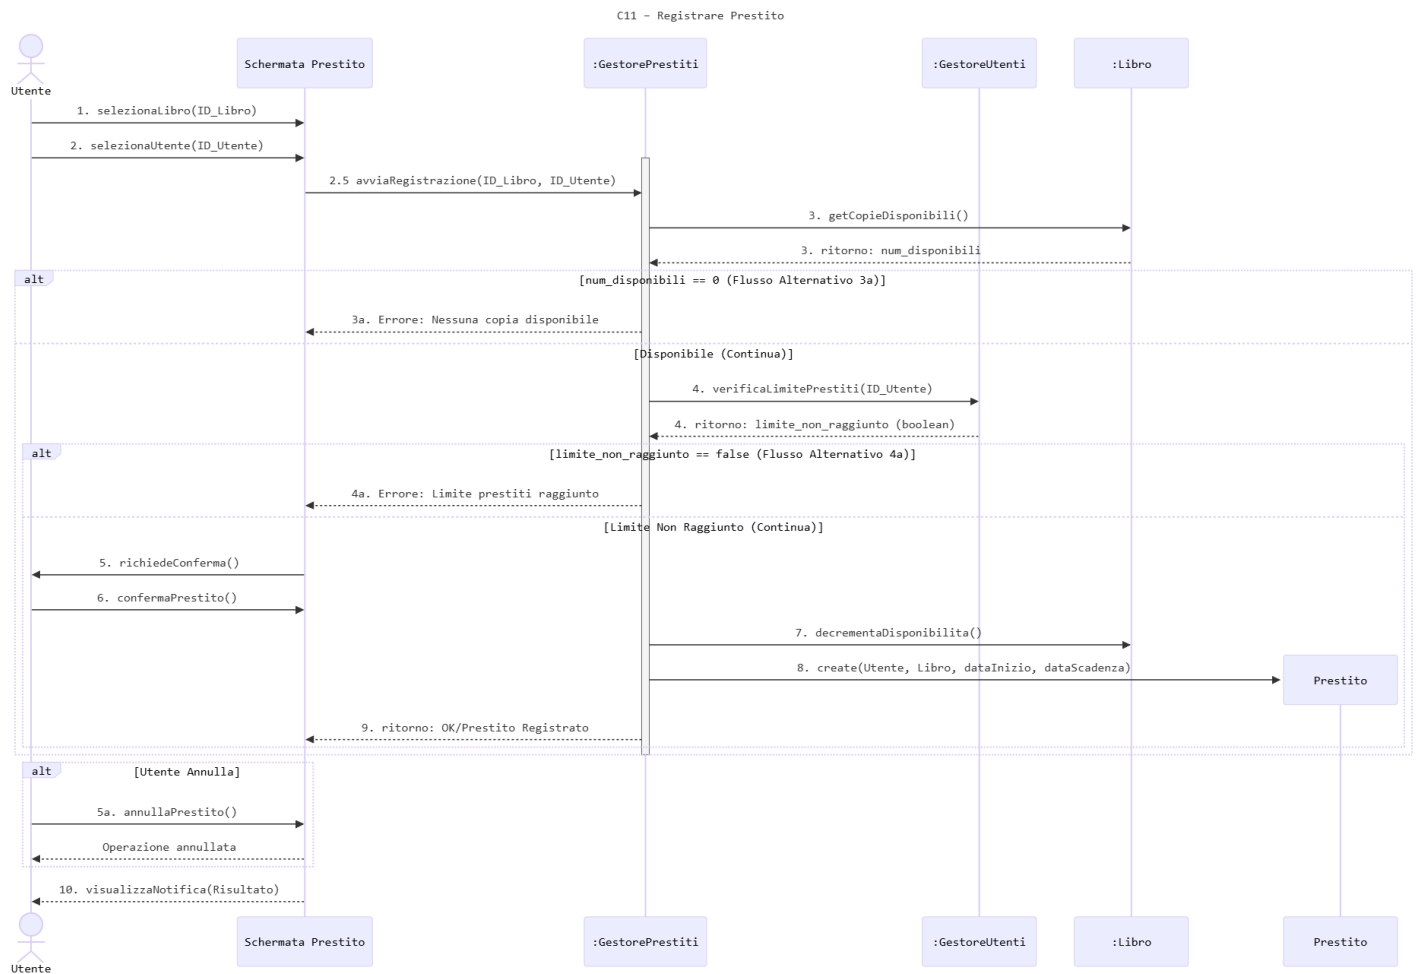 C11 – Registrare Prestito
Utente
Schermata Prestito
:GestorePrestiti
:GestoreUtenti
:Libro
1. selezionaLibro(ID_Libro)
2. selezionaUtente(ID_Utente)
2.5 avviaRegistrazione(ID_Libro, ID_Utente)
3. getCopieDisponibili()
3. ritorno: num_disponibili
alt
[num_disponibili == 0 (Flusso Alternativo 3a)]
3a. Errore: Nessuna copia disponibile
[Disponibile (Continua)]
4. verificaLimitePrestiti(ID_Utente)
4. ritorno: limite_non_raggiunto (boolean)
alt
[limite_non_raggiunto == false (Flusso Alternativo 4a)]
4a. Errore: Limite prestiti raggiunto
[Limite Non Raggiunto (Continua)]
5. richiedeConferma()
6. confermaPrestito()
7. decrementaDisponibilita()
8. create(Utente, Libro, dataInizio, dataScadenza)
Prestito
9. ritorno: OK/Prestito Registrato
alt
[Utente Annulla]
5a. annullaPrestito()
Operazione annullata
10. visualizzaNotifica(Risultato)
Utente
Schermata Prestito
:GestorePrestiti
:GestoreUtenti
:Libro
Prestito